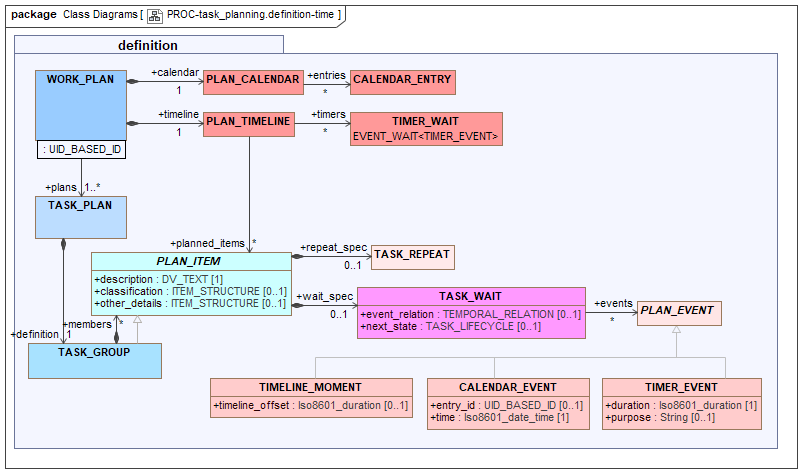 package Class Diagrams [ PROC-task_planning.definition-time ]
definition
WORK_PLAN
: UID_BASED_ID
+calendar
1
PLAN_CALENDAR
+entries
*
CALENDAR_ENTRY
+timeline
1
PLAN_TIMELINE
+timers
*
TIMER_WAIT
EVENT_WAIT<TIMER_EVENT>
+plans
1..*
TASK_PLAN
+planned_items
*
PLAN_ITEM
+description : DV_TEXT [1]
+classification : ITEM_STRUCTURE [0..1]
+other_details : ITEM_STRUCTURE [0..1]
+repeat_spec
0..1
TASK_REPEAT
+wait_spec
0..1
TASK_WAIT
+event_relation : TEMPORAL_RELATION [0..1]
+next_state : TASK_LIFECYCLE [0..1]
+events
*
PLAN_EVENT
+members
*
+definition
1
TASK_GROUP
TIMELINE_MOMENT
+timeline_offset : Iso8601_duration [0..1]
CALENDAR_EVENT
+entry_id : UID_BASED_ID [0..1]
+time : Iso8601_date_time [1]
TIMER_EVENT
+duration : Iso8601_duration [1]
+purpose : String [0..1]